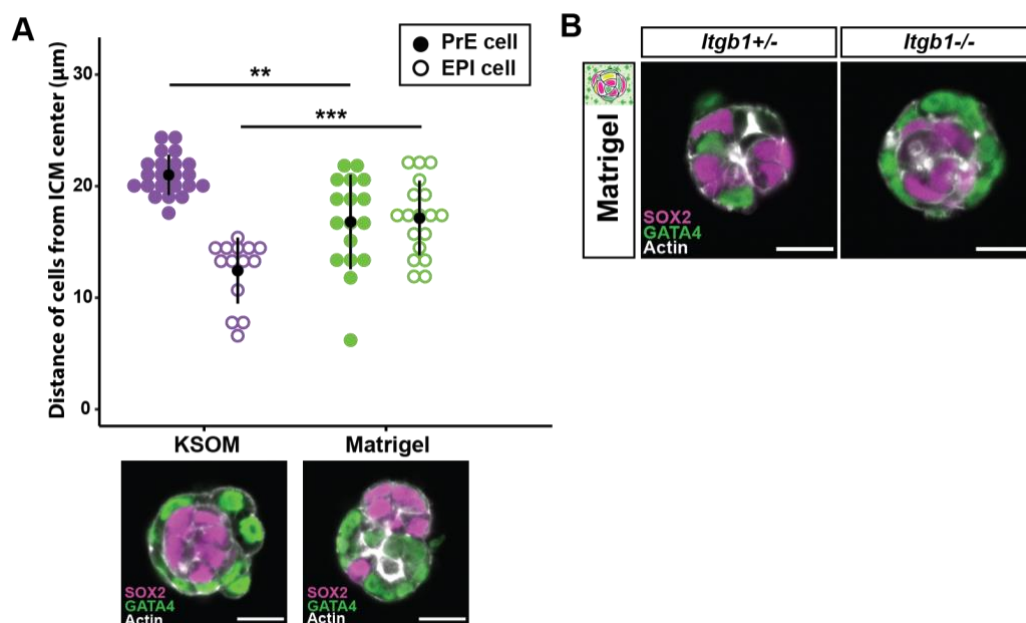 A
Distance of cells from ICM center (µm)
30
20
10
0
**
***
PrE cell
EPI cell
KSOM
Matrigel
SOX2
GATA4
Actin
SOX2
GATA4
Actin
B
Itgb1+/-
Itgb1-/-
Matrigel
SOX2
GATA4
Actin